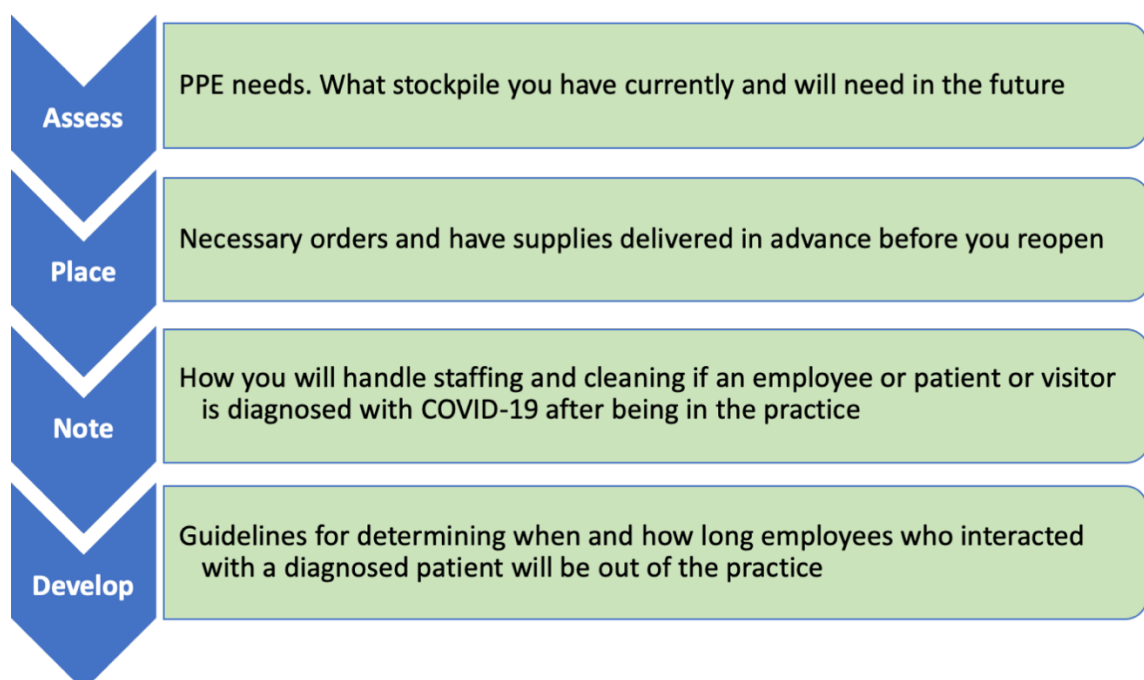 Assess
PPE needs. What stockpile you have currently and will need in the future
Place
Necessary orders and have supplies delivered in advance before you reopen
Note
How you will handle staffing and cleaning if an employee or patient or visitor
is diagnosed with COVID-19 after being in the practice
Develop
Guidelines for determining when and how long employees who interacted
with a diagnosed patient will be out of the practice